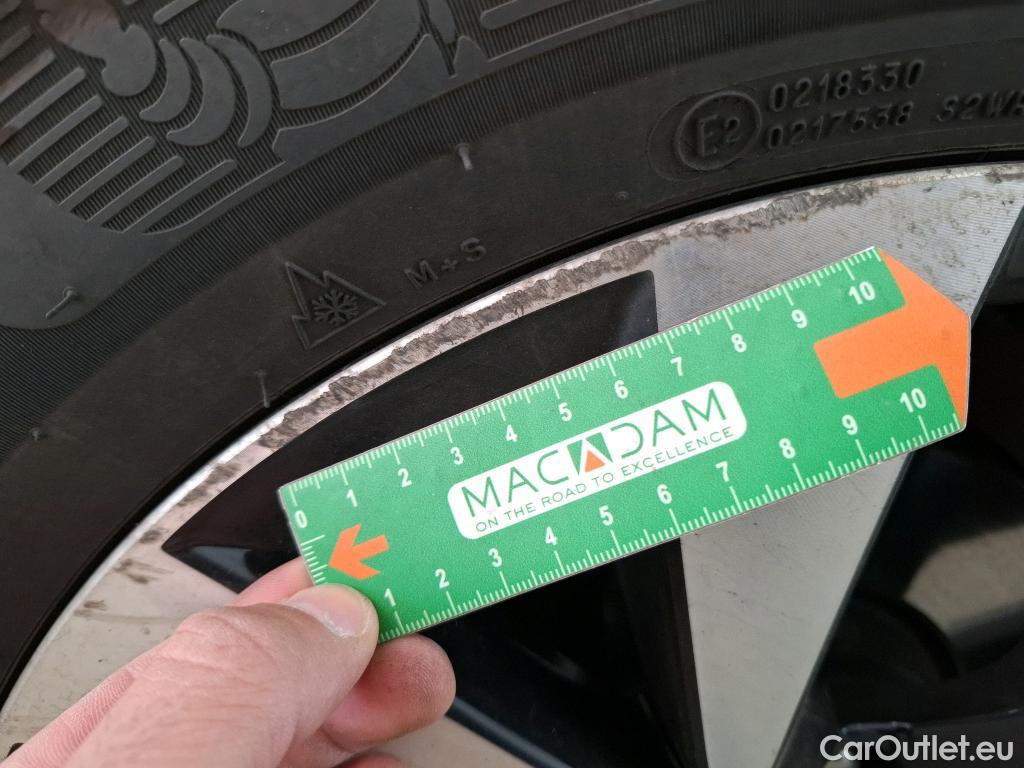 0218330
E2
0217538 S2W
M+S
0 1 2 3 4 5 6 7 8 9 10
MACADAM
ON THE ROAD TO EXCELLENCE
1 2 3 4 5 6 7 8 9 10
CarOutlet.eu